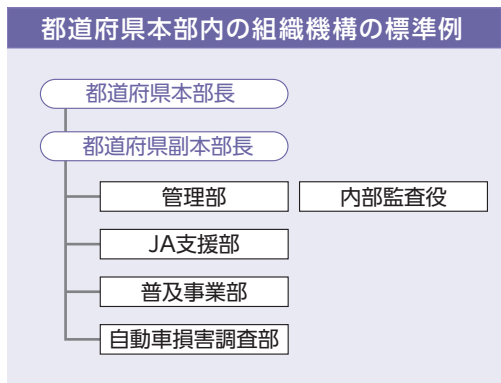 都道府県本部内の組織機構の標準例
都道府県本部長
都道府県副本部長
管理部 内部監査役
JA支援部
普及事業部
自動車損害調査部